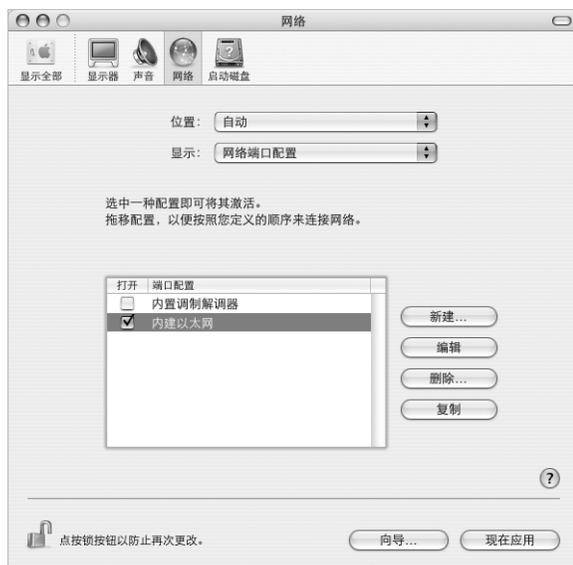 网络
显示全部 显示器 声音 网络 启动磁盘
位置： 自动
显示： 网络端口配置
选中一种配置即可将其激活。
拖移配置，以便按照您定义的顺序来连接网络。
打开 端口配置
内置调制解调器
内建以太网
新建...
编辑
删除...
复制
?
点按锁按钮以防止再次更改。
向导...
现在应用